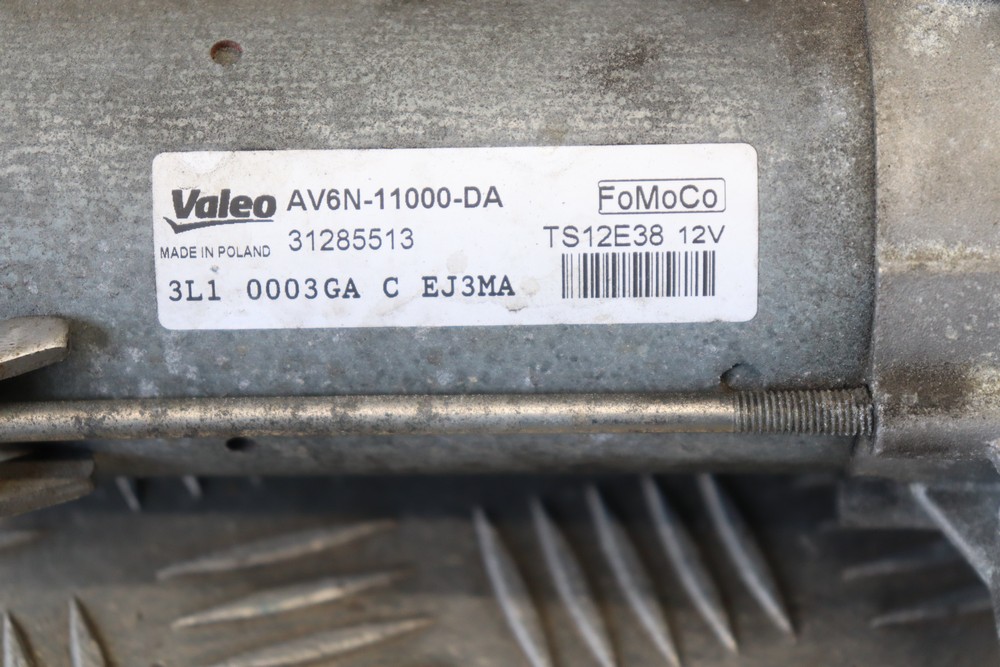 Valeo AV6N-11000-DA FoMoCo
MADE IN POLAND 31285513 TS12E38 12V
3L1 0003GA C EJ3MA